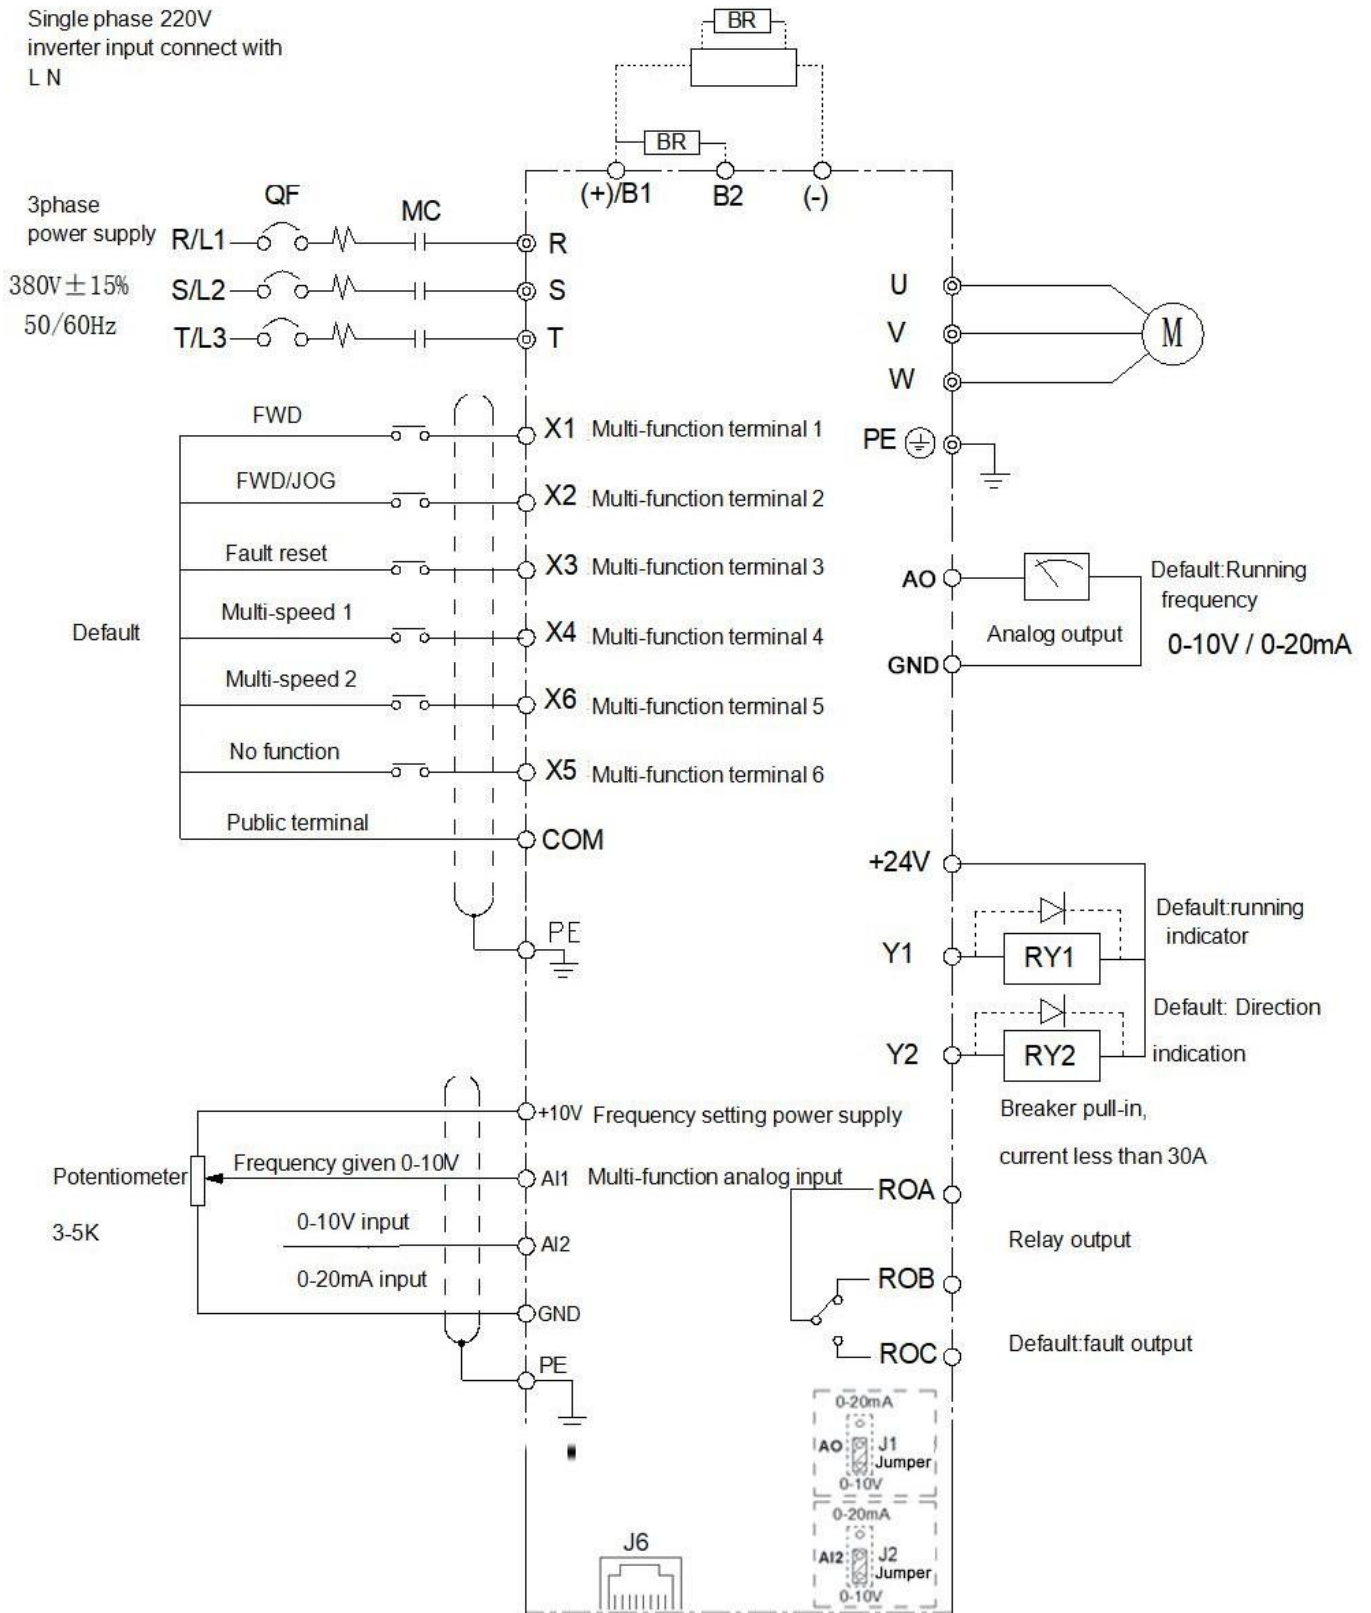 Single phase 220V
inverter input connect with
L N
BR
BR
(+)/B1
B2
(-)
3phase
power supply
380V±15%
50/60Hz
QF
MC
R/L1
R
S/L2
S
T/L3
T
U
V
W
M
PE
FWD
X1 Multi-function terminal 1
FWD/JOG
X2 Multi-function terminal 2
Fault reset
X3 Multi-function terminal 3
Default
Multi-speed 1
X4 Multi-function terminal 4
Multi-speed 2
X6 Multi-function terminal 5
No function
X5 Multi-function terminal 6
Public terminal
COM
PE
AO
GND
Analog output
Default:Running
frequency
0-10V / 0-20mA
+24V
Y1
RY1
Default:running
indicator
Y2
RY2
Default: Direction
indication
Breaker pull-in,
current less than 30A
+10V Frequency setting power supply
Potentiometer
3-5K
Frequency given 0-10V
AI1 Multi-function analog input
0-10V input
AI2
0-20mA input
GND
PE
ROA
Relay output
ROB
ROC
Default:fault output
0-20mA
AO
J1
Jumper
0-10V
0-20mA
AI2
J2
Jumper
0-10V
J6